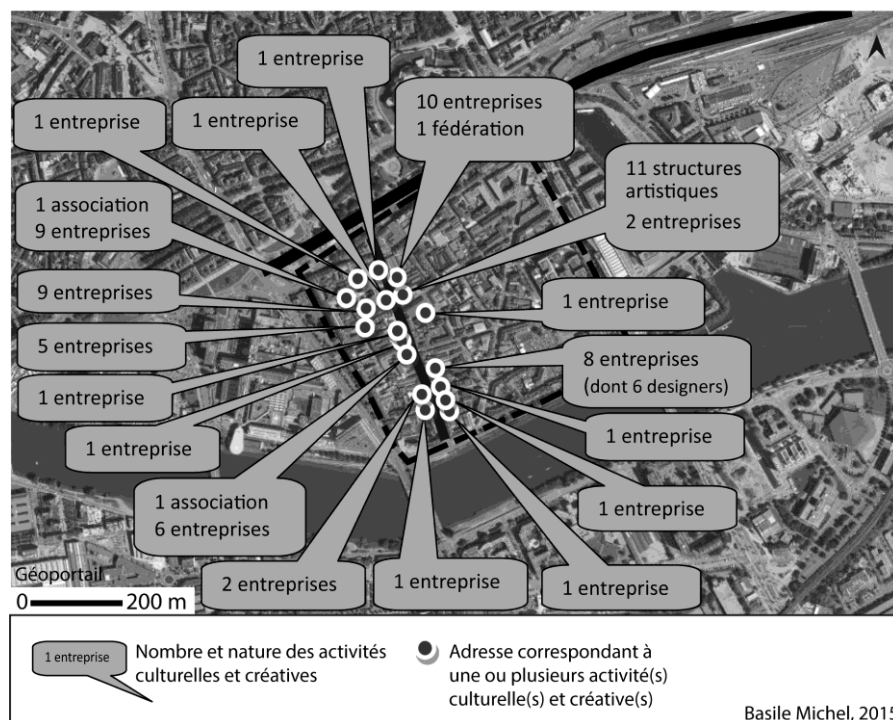 1 entreprise
1 entreprise
1 entreprise
10 entreprises
1 fédération
11 structures
artistiques
2 entreprises
1 association
9 entreprises
9 entreprises
1 entreprise
5 entreprises
8 entreprises
(dont 6 designers)
1 entreprise
1 entreprise
1 entreprise
1 association
6 entreprises
1 entreprise
2 entreprises
1 entreprise
1 entreprise
Géoportail
0 200 m
1 entreprise
Nombre et nature des activités
culturelles et créatives
Adresse correspondant à
une ou plusieurs activité(s)
culturelle(s) et créative(s)
Basile Michel, 2015